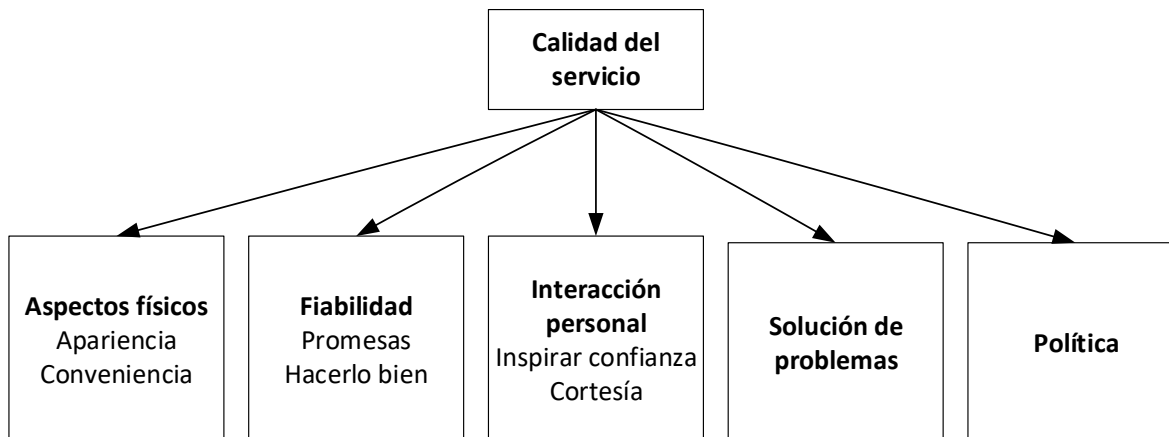 Calidad del
servicio
Aspectos físicos
Apariencia
Conveniencia
Fiabilidad
Promesas
Hacerlo bien
Interacción
personal
Inspirar confianza
Cortesía
Solución de
problemas
Política